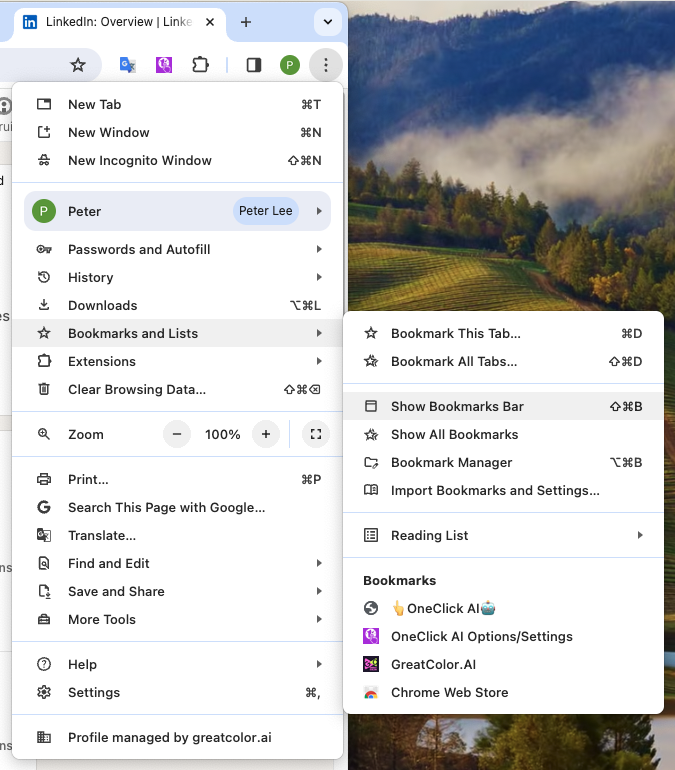 LinkedIn: Overview | Linke
P
New Tab ⌘T
New Window ⌘N
New Incognito Window ⇧⌘N
P Peter Peter Lee
Passwords and Autofill
History
Downloads ⌥⌘L
Bookmarks and Lists
Extensions
Clear Browsing Data... ⇧⌘⌫
Zoom − 100% +
Print... ⌘P
Search This Page with Google...
Translate...
Find and Edit
Save and Share
More Tools
Help
Settings ⌘,
Profile managed by greatcolor.ai
Bookmark This Tab... ⌘D
Bookmark All Tabs... ⇧⌘D
Show Bookmarks Bar ⇧⌘B
Show All Bookmarks
Bookmark Manager ⌥⌘B
Import Bookmarks and Settings...
Reading List
Bookmarks
👆OneClick AI🤖
OneClick AI Options/Settings
GreatColor.AI
Chrome Web Store